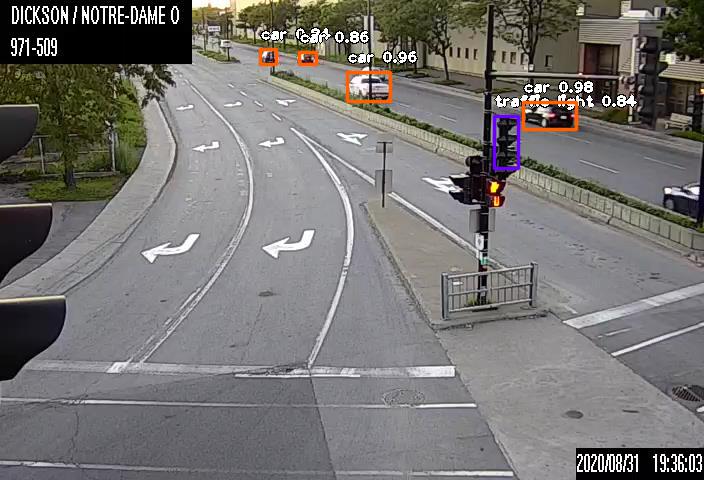 DICKSON / NOTRE-DAME O
971-509
car 0.86
car 0.96
car 0.98
traffic light 0.84
2020/08/31 19:36:03